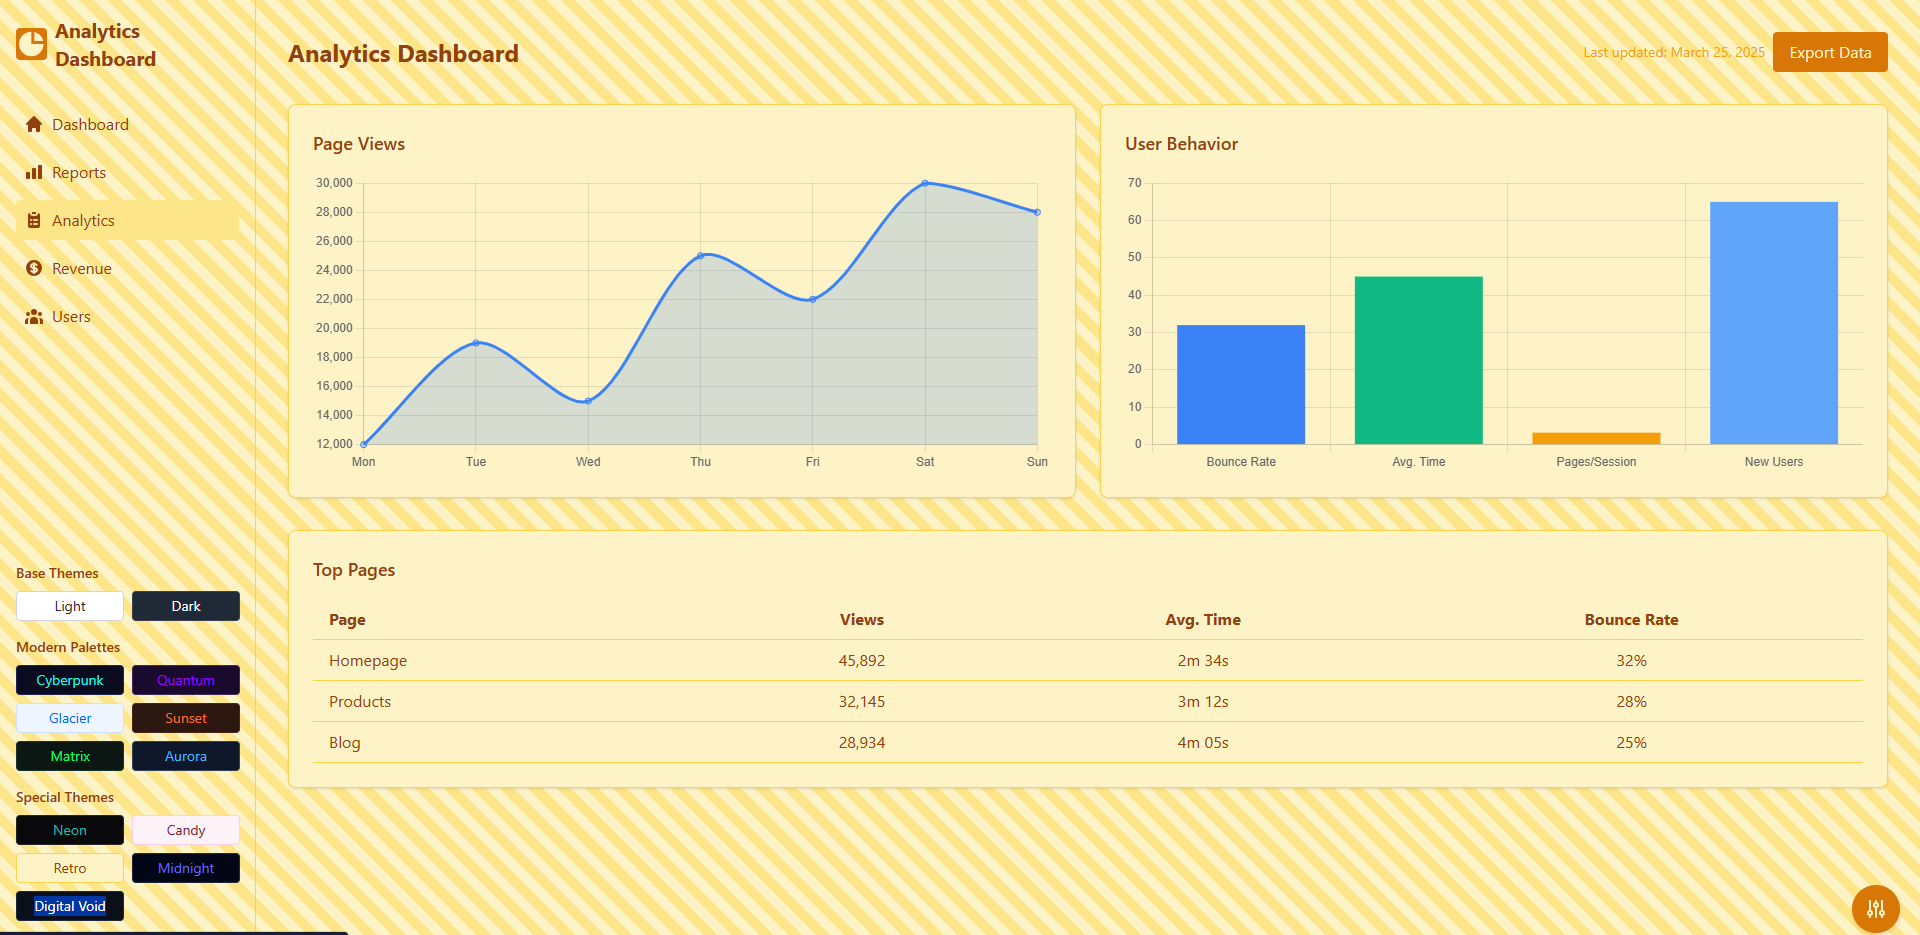 Analytics
Dashboard
Dashboard
Reports
Analytics
Revenue
Users
Base Themes
Light
Dark
Modern Palettes
Cyberpunk
Quantum
Glacier
Sunset
Matrix
Aurora
Special Themes
Neon
Candy
Retro
Midnight
Digital Void
Analytics Dashboard
Last updated: March 25, 2025
Export Data
Page Views
30,000
28,000
26,000
24,000
22,000
20,000
18,000
16,000
14,000
12,000
Mon Tue Wed Thu Fri Sat Sun
User Behavior
70
60
50
40
30
20
10
0
Bounce Rate Avg. Time Pages/Session New Users
Top Pages
Page Views Avg. Time Bounce Rate
Homepage 45,892 2m 34s 32%
Products 32,145 3m 12s 28%
Blog 28,934 4m 05s 25%